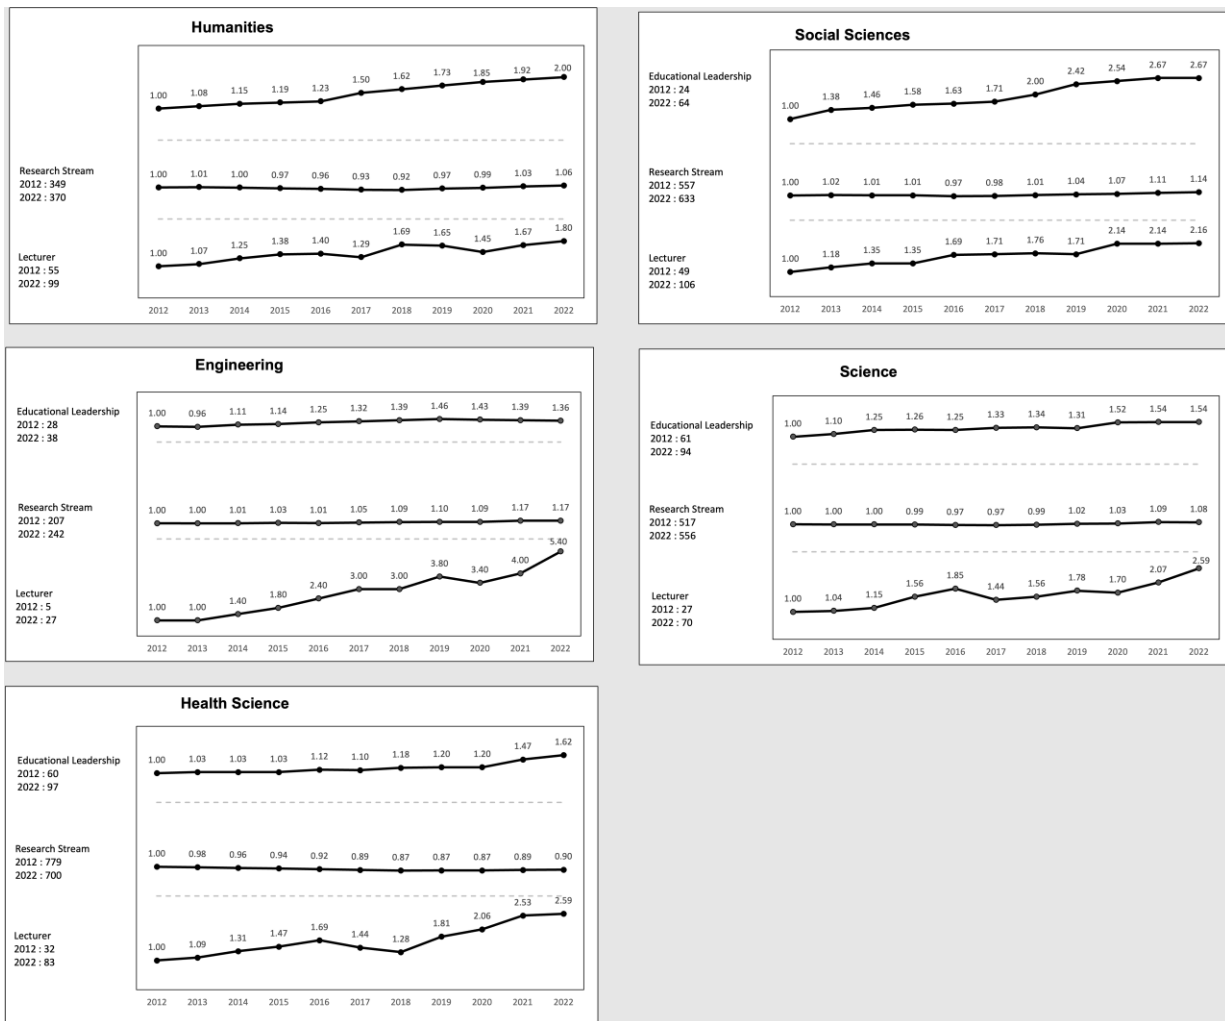 Humanities
1.00 1.08 1.15 1.19 1.23 1.50 1.62 1.73 1.85 1.92 2.00
Research Stream
2012 : 349
2022 : 370
1.00 1.01 1.00 0.97 0.96 0.93 0.92 0.97 0.99 1.03 1.06
Lecturer
2012 : 55
2022 : 99
1.00 1.07 1.25 1.38 1.40 1.29 1.69 1.65 1.45 1.67 1.80
2012 2013 2014 2015 2016 2017 2018 2019 2020 2021 2022
Social Sciences
Educational Leadership
2012 : 24
2022 : 64
1.00 1.38 1.46 1.58 1.63 1.71 2.00 2.42 2.54 2.67 2.67
Research Stream
2012 : 557
2022 : 633
1.00 1.02 1.01 1.01 0.97 0.98 1.01 1.04 1.07 1.11 1.14
Lecturer
2012 : 49
2022 : 106
1.00 1.18 1.35 1.35 1.69 1.71 1.76 1.71 2.14 2.14 2.16
2012 2013 2014 2015 2016 2017 2018 2019 2020 2021 2022
Engineering
Educational Leadership
2012 : 28
2022 : 38
1.00 0.96 1.11 1.14 1.25 1.32 1.39 1.46 1.43 1.39 1.36
Research Stream
2012 : 207
2022 : 242
1.00 1.00 1.01 1.03 1.01 1.05 1.09 1.10 1.09 1.17 1.17
Lecturer
2012 : 5
2022 : 27
1.00 1.00 1.40 1.80 2.40 3.00 3.00 3.80 3.40 4.00 5.40
2012 2013 2014 2015 2016 2017 2018 2019 2020 2021 2022
Science
Educational Leadership
2012 : 61
2022 : 94
1.00 1.10 1.25 1.26 1.25 1.33 1.34 1.31 1.52 1.54 1.54
Research Stream
2012 : 517
2022 : 556
1.00 1.00 1.00 0.99 0.97 0.97 0.99 1.02 1.03 1.09 1.08
Lecturer
2012 : 27
2022 : 70
1.00 1.04 1.15 1.56 1.85 1.44 1.56 1.78 1.70 2.07 2.59
2012 2013 2014 2015 2016 2017 2018 2019 2020 2021 2022
Health Science
Educational Leadership
2012 : 60
2022 : 97
1.00 1.03 1.03 1.03 1.12 1.10 1.18 1.20 1.20 1.47 1.62
Research Stream
2012 : 779
2022 : 700
1.00 0.98 0.96 0.94 0.92 0.89 0.87 0.87 0.87 0.89 0.90
Lecturer
2012 : 32
2022 : 83
1.00 1.09 1.31 1.47 1.69 1.44 1.28 1.81 2.06 2.53 2.59
2012 2013 2014 2015 2016 2017 2018 2019 2020 2021 2022